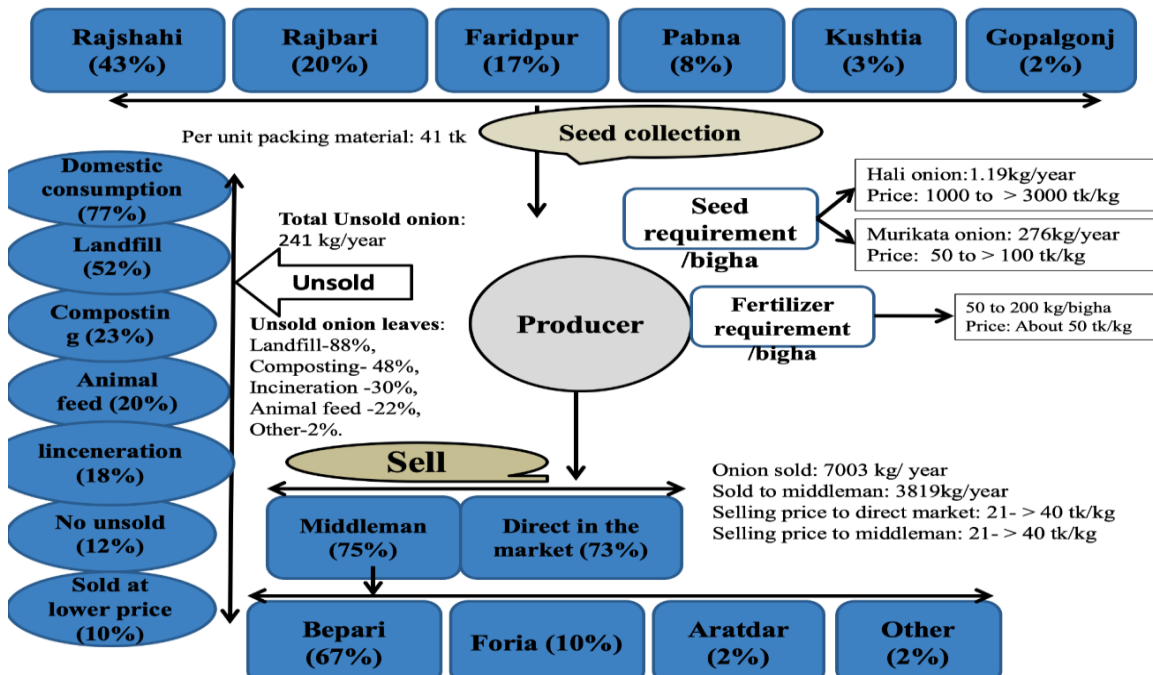 Rajshahi
(43%)
Rajbari
(20%)
Faridpur
(17%)
Pabna
(8%)
Kushtia
(3%)
Gopalgonj
(2%)
Per unit packing material: 41 tk
Seed collection
Domestic
consumption
(77%)
Landfill
(52%)
Compostin
g (23%)
Animal
feed (20%)
linceneration
(18%)
No unsold
(12%)
Sold at
lower price
(10%)
Total Unsold onion:
241 kg/year
Unsold
Unsold onion leaves:
Landfill-88%,
Composting- 48%,
Incineration -30%,
Animal feed -22%,
Other-2%.
Producer
Seed
requirement
/bigha
Hali onion:1.19kg/year
Price: 1000 to > 3000 tk/kg
Murikata onion: 276kg/year
Price: 50 to > 100 tk/kg
Fertilizer
requirement
/bigha
50 to 200 kg/bigha
Price: About 50 tk/kg
Sell
Middleman
(75%)
Direct in the
market (73%)
Onion sold: 7003 kg/ year
Sold to middleman: 3819kg/year
Selling price to direct market: 21- > 40 tk/kg
Selling price to middleman: 21- > 40 tk/kg
Bepari
(67%)
Foria (10%)
Aratdar
(2%)
Other
(2%)